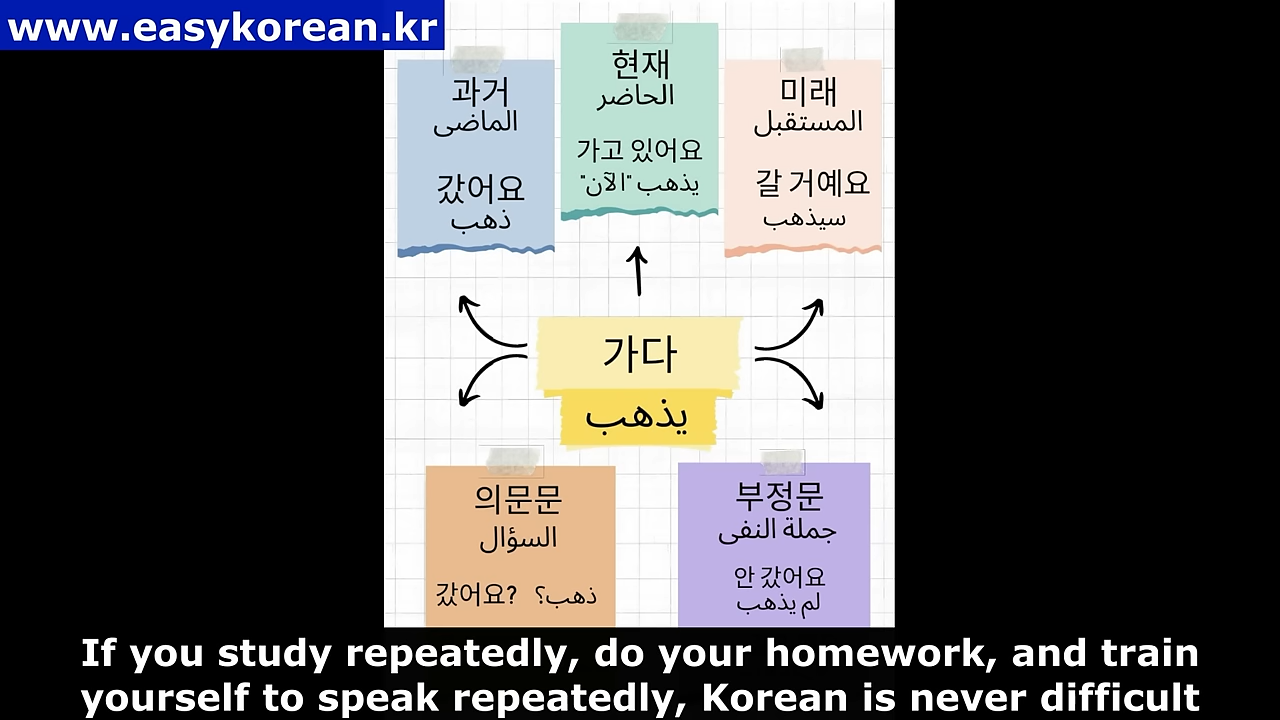 www.easykorean.kr
과거
الماضى
갔어요
ذهب
현재
الحاضر
가고 있어요
يذهب "الآن"
미래
المستقبل
갈 거예요
سيذهب
가다
يذهب
의문문
السؤال
갔어요? ذهب؟
부정문
جملة النفى
안 갔어요
لم يذهب
If you study repeatedly, do your homework, and train
yourself to speak repeatedly, Korean is never difficult